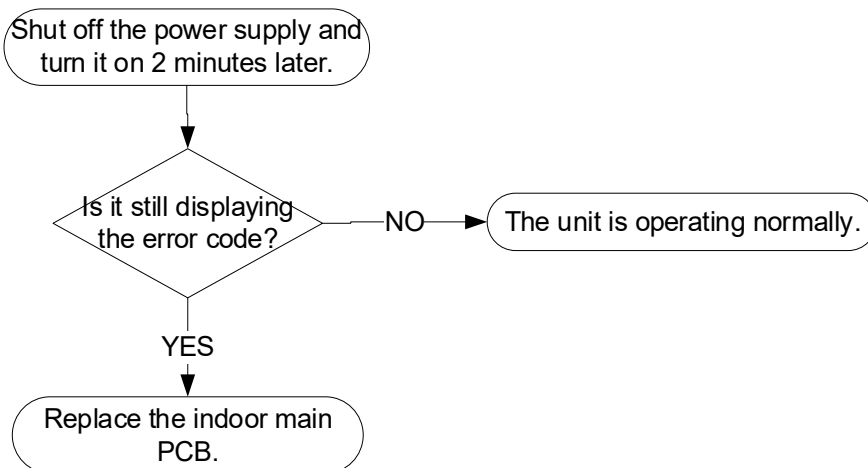 Shut off the power supply and
turn it on 2 minutes later.
Is it still displaying
the error code?
NO
The unit is operating normally.
YES
Replace the indoor main
PCB.